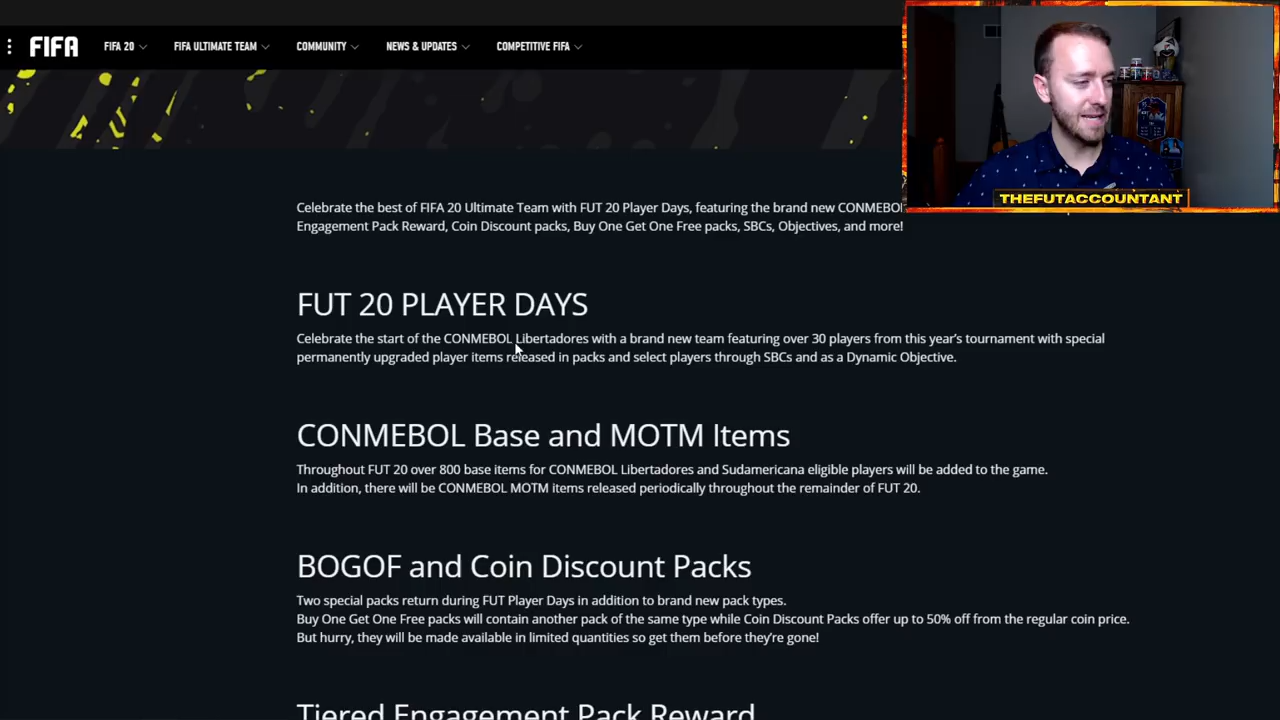 FIFA
FIFA 20
FIFA ULTIMATE TEAM
COMMUNITY
NEWS & UPDATES
COMPETITIVE FIFA
THEFUTACCOUNTANT
Celebrate the best of FIFA 20 Ultimate Team with FUT 20 Player Days, featuring the brand new CONMEBOL
Engagement Pack Reward, Coin Discount packs, Buy One Get One Free packs, SBCs, Objectives, and more!
FUT 20 PLAYER DAYS
Celebrate the start of the CONMEBOL Libertadores with a brand new team featuring over 30 players from this year's tournament with special
permanently upgraded player items released in packs and select players through SBCs and as a Dynamic Objective.
CONMEBOL Base and MOTM Items
Throughout FUT 20 over 800 base items for CONMEBOL Libertadores and Sudamericana eligible players will be added to the game.
In addition, there will be CONMEBOL MOTM items released periodically throughout the remainder of FUT 20.
BOGOF and Coin Discount Packs
Two special packs return during FUT Player Days in addition to brand new pack types.
Buy One Get One Free packs will contain another pack of the same type while Coin Discount Packs offer up to 50% off from the regular coin price.
But hurry, they will be made available in limited quantities so get them before they're gone!
Tiered Engagement Pack Reward